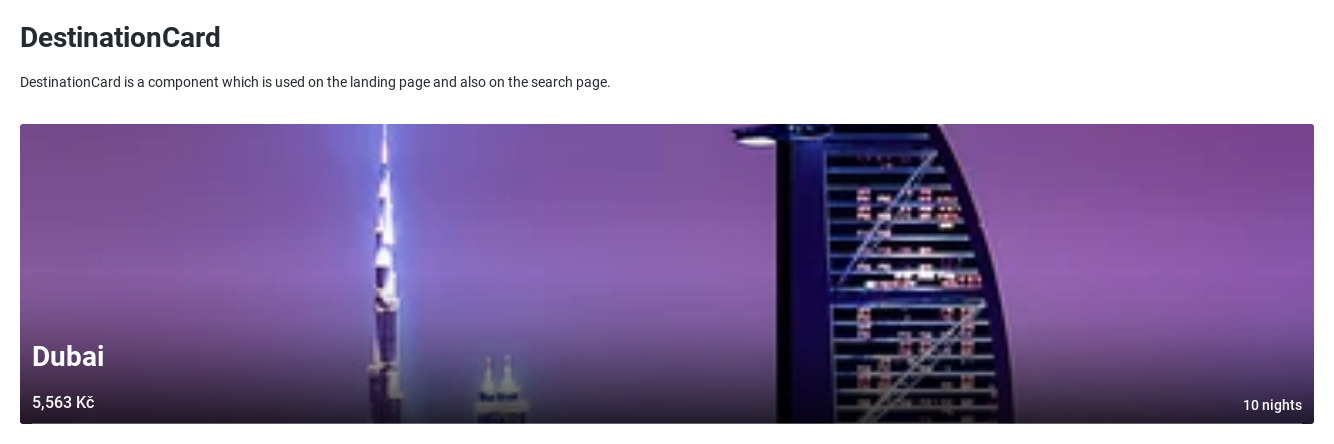 DestinationCard
DestinationCard is a component which is used on the landing page and also on the search page.
Dubai
5,563 Kč
10 nights